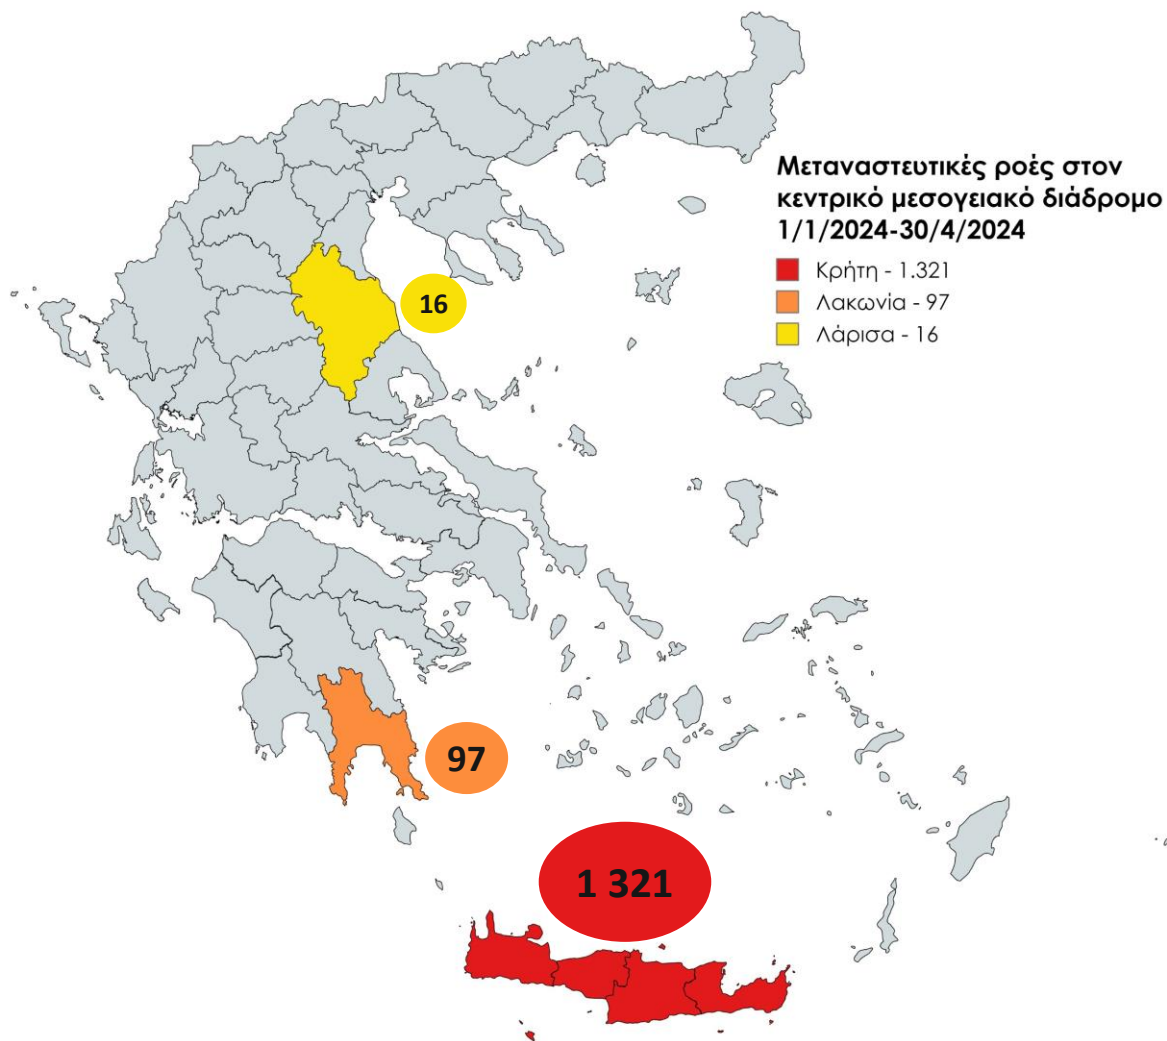 Μεταναστευτικές ροές στον
κεντρικό μεσογειακό διάδρομο
1/1/2024-30/4/2024
Κρήτη - 1.321
Λακωνία - 97
Λάρισα - 16
16
97
1 321